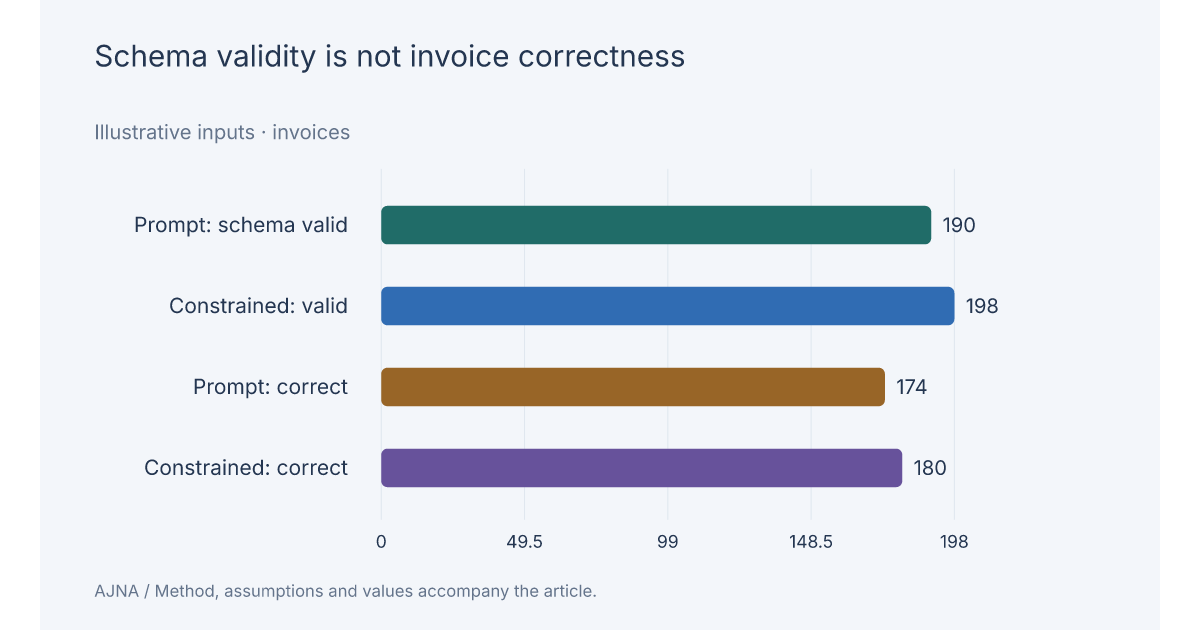 Schema validity is not invoice correctness
Illustrative inputs · invoices
Prompt: schema valid 190
Constrained: valid 198
Prompt: correct 174
Constrained: correct 180
0 49.5 99 148.5 198
AJNA / Method, assumptions and values accompany the article.